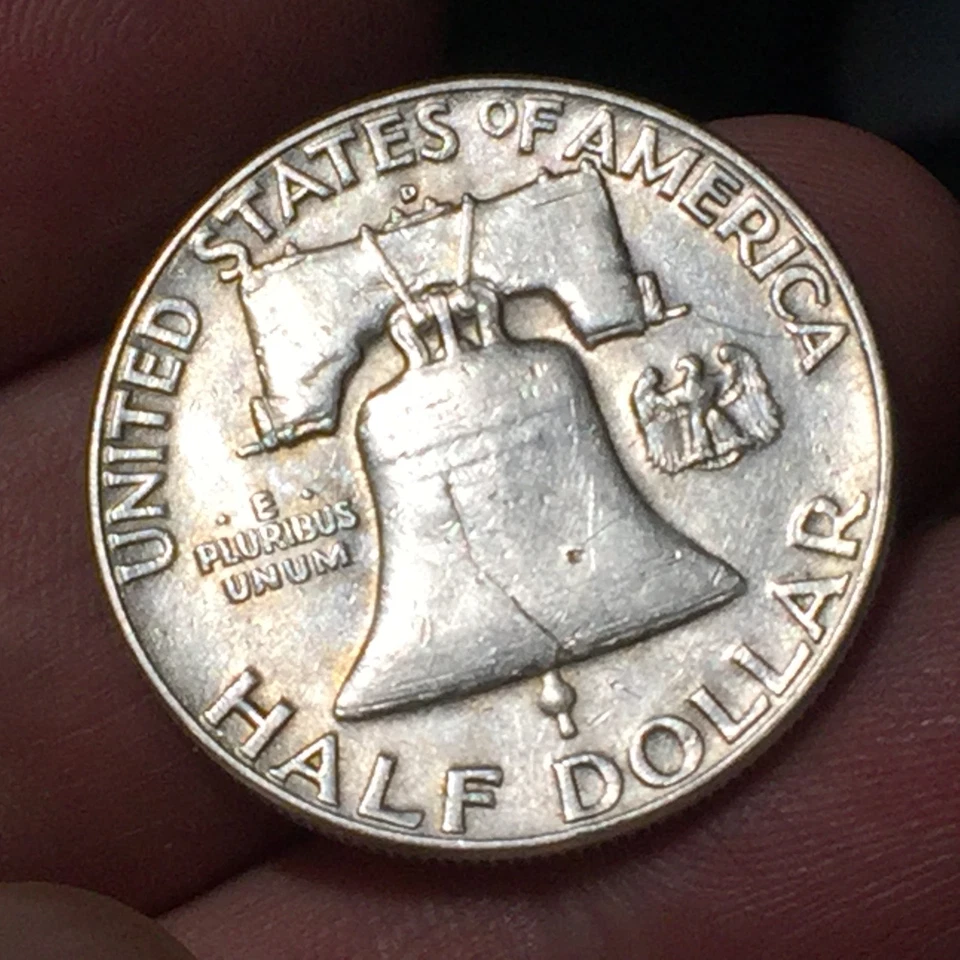 UNITED STATES OF AMERICA
D
E
PLURIBUS
UNUM
HALF DOLLAR